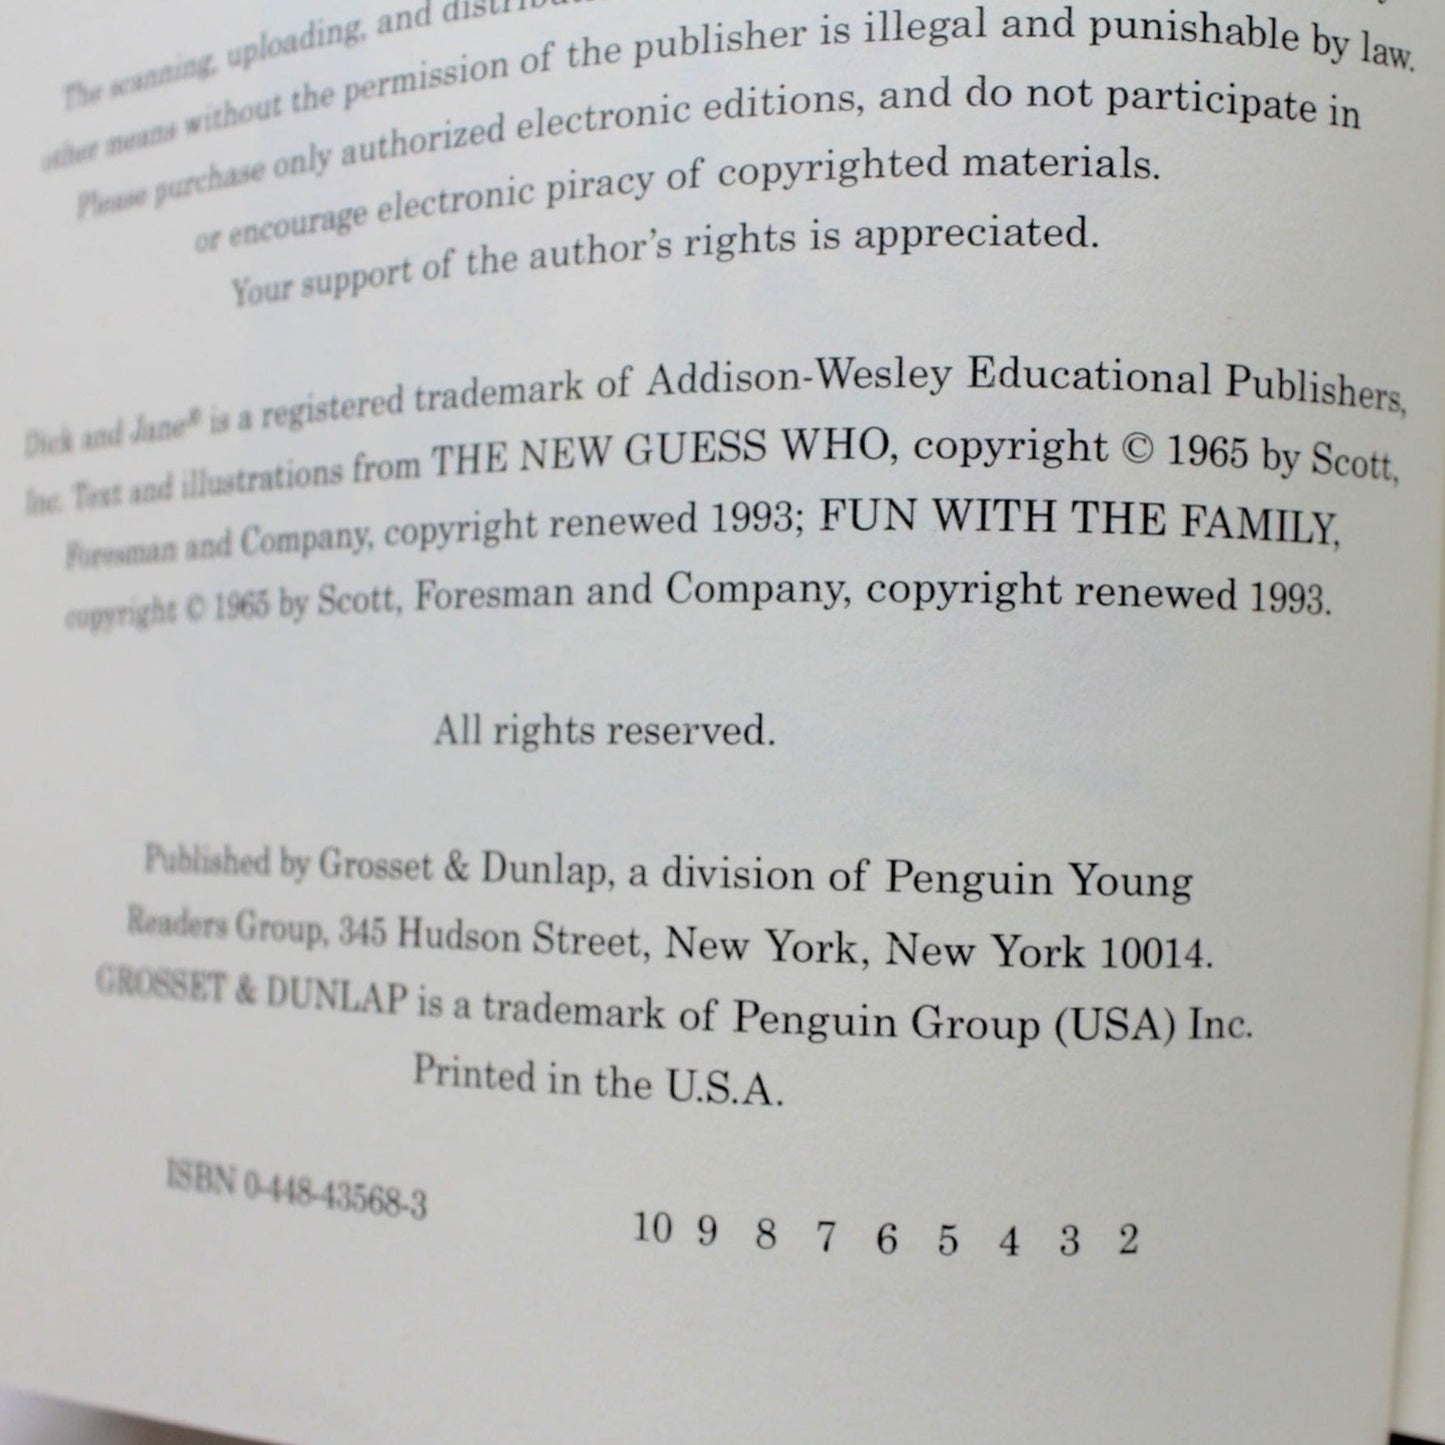 The scanning, uploading, and
other means without the permission of the publisher is illegal and punishable by law.
Please purchase only authorized electronic editions, and do not participate in
or encourage electronic piracy of copyrighted materials.
Your support of the author's rights is appreciated.
Dick and Jane® is a registered trademark of Addison-Wesley Educational Publishers,
Inc. Text and illustrations from THE NEW GUESS WHO, copyright © 1965 by Scott,
Foresman and Company, copyright renewed 1993; FUN WITH THE FAMILY,
copyright © 1965 by Scott, Foresman and Company, copyright renewed 1993.
All rights reserved.
Published by Grosset & Dunlap, a division of Penguin Young
Readers Group, 345 Hudson Street, New York, New York 10014.
GROSSET & DUNLAP is a trademark of Penguin Group (USA) Inc.
Printed in the U.S.A.
ISBN 0-448-43568-3
10 9 8 7 6 5 4 3 2